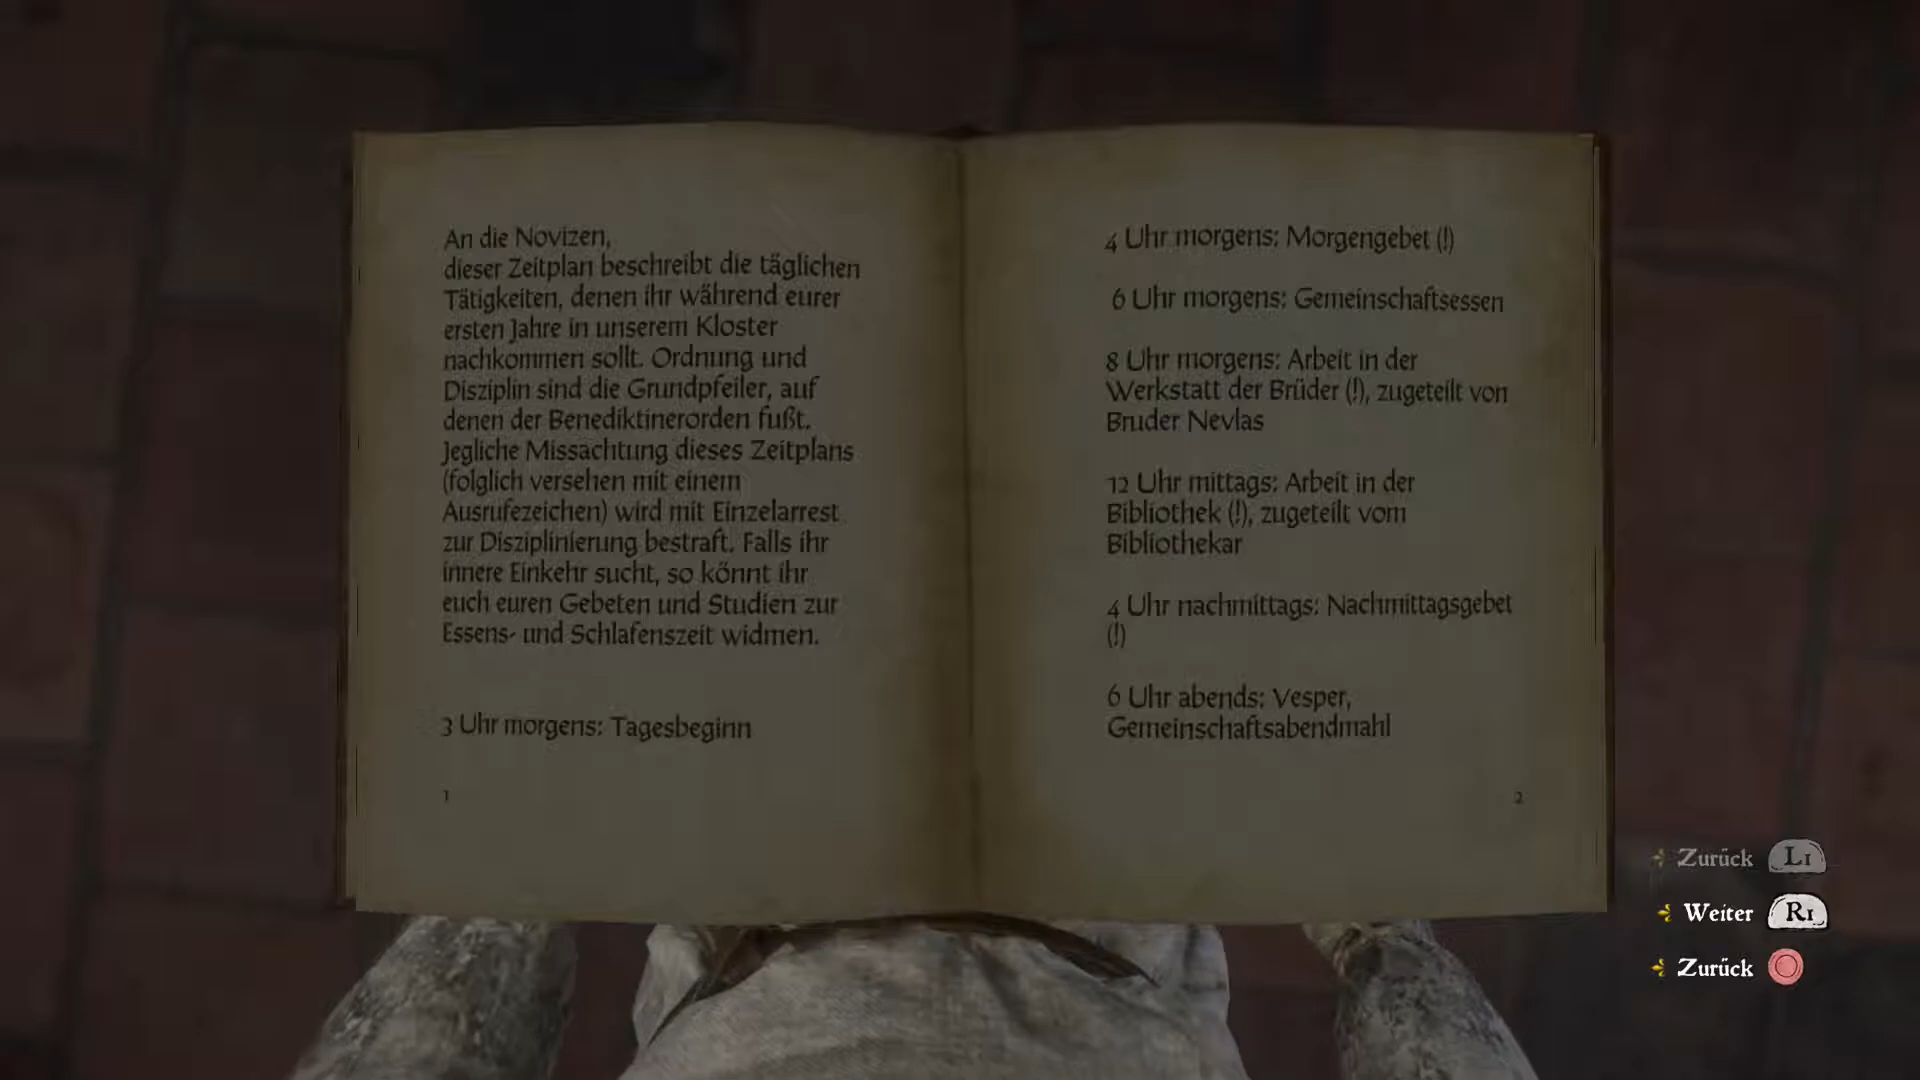 An die Novizen,
dieser Zeitplan beschreibt die täglichen
Tätigkeiten, denen ihr während eurer
ersten Jahre in unserem Kloster
nachkommen sollt. Ordnung und
Disziplin sind die Grundpfeiler, auf
denen der Benediktinerorden fußt.
Jegliche Missachtung dieses Zeitplans
(folglich versehen mit einem
Ausrufezeichen) wird mit Einzelarrest
zur Disziplinierung bestraft. Falls ihr
innere Einkehr sucht, so könnt ihr
euch euren Gebeten und Studien zur
Essens- und Schlafenszeit widmen.
3 Uhr morgens: Tagesbeginn
1
4 Uhr morgens: Morgengebet (!)
6 Uhr morgens: Gemeinschaftsessen
8 Uhr morgens: Arbeit in der
Werkstatt der Brüder (!), zugeteilt von
Bruder Nevlas
12 Uhr mittags: Arbeit in der
Bibliothek (!), zugeteilt vom
Bibliothekar
4 Uhr nachmittags: Nachmittagsgebet
(!)
6 Uhr abends: Vesper,
Gemeinschaftsabendmahl
2
Zurück L1
Weiter R1
Zurück